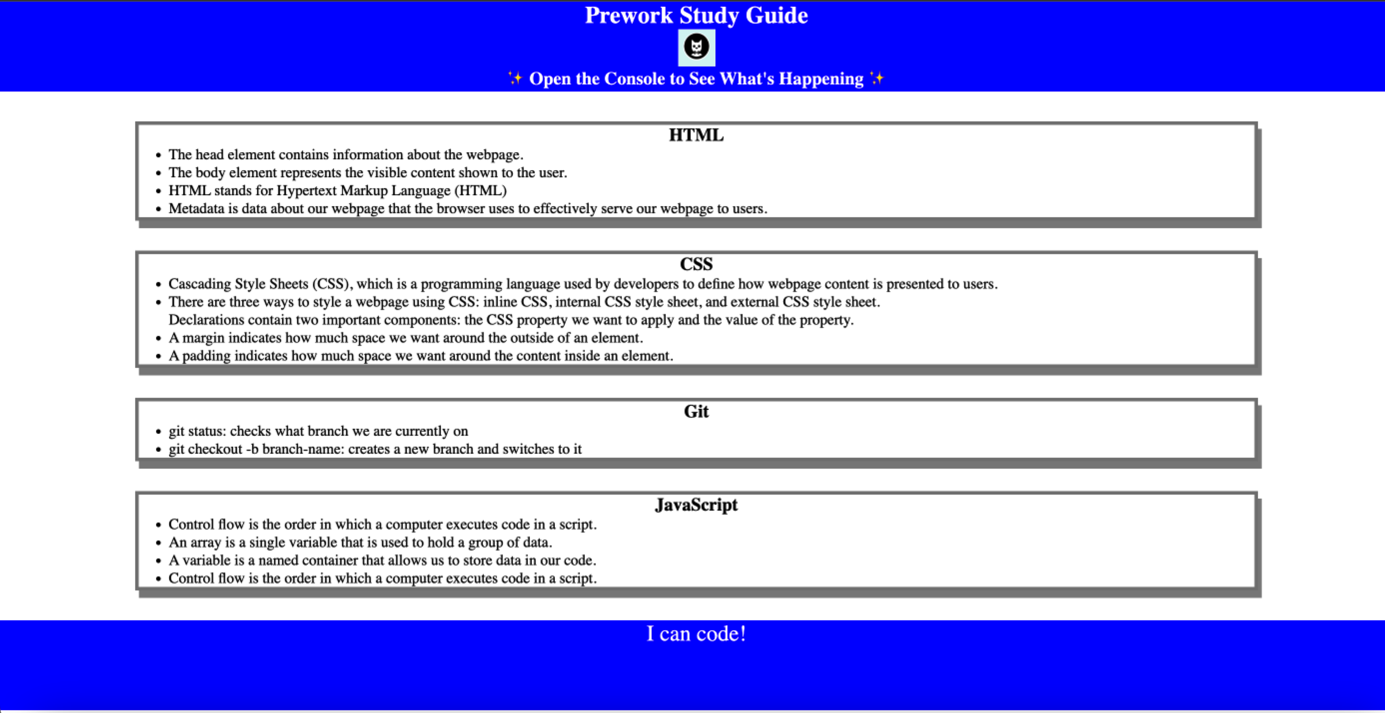 Prework Study Guide
✨ Open the Console to See What's Happening ✨
HTML
• The head element contains information about the webpage.
• The body element represents the visible content shown to the user.
• HTML stands for Hypertext Markup Language (HTML)
• Metadata is data about our webpage that the browser uses to effectively serve our webpage to users.
CSS
• Cascading Style Sheets (CSS), which is a programming language used by developers to define how webpage content is presented to users.
• There are three ways to style a webpage using CSS: inline CSS, internal CSS style sheet, and external CSS style sheet.
Declarations contain two important components: the CSS property we want to apply and the value of the property.
• A margin indicates how much space we want around the outside of an element.
• A padding indicates how much space we want around the content inside an element.
Git
• git status: checks what branch we are currently on
• git checkout -b branch-name: creates a new branch and switches to it
JavaScript
• Control flow is the order in which a computer executes code in a script.
• An array is a single variable that is used to hold a group of data.
• A variable is a named container that allows us to store data in our code.
• Control flow is the order in which a computer executes code in a script.
I can code!